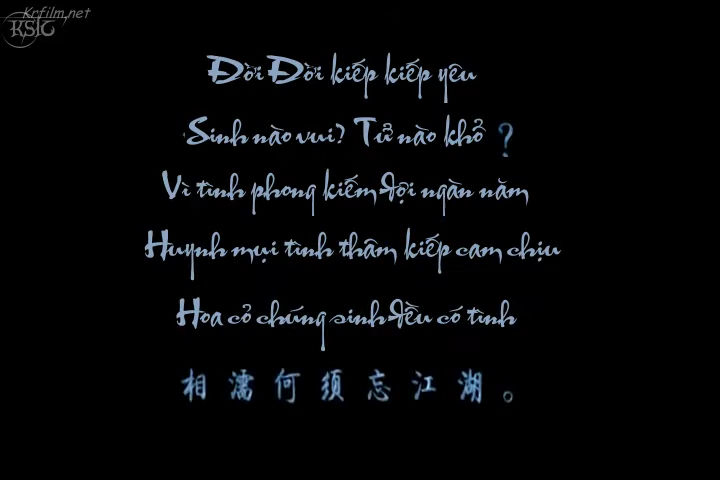 Krfilm.net
KSIC
Đời Đời kiếp kiếp yêu
Sinh nào vui? Tử nào khổ?
Vì tình phong kiếm đợi ngàn năm
Huynh mụi tình thâm kiếp cam chịu
Hoa cỏ chúng sinh đều có tình
相濡何须忘江湖。